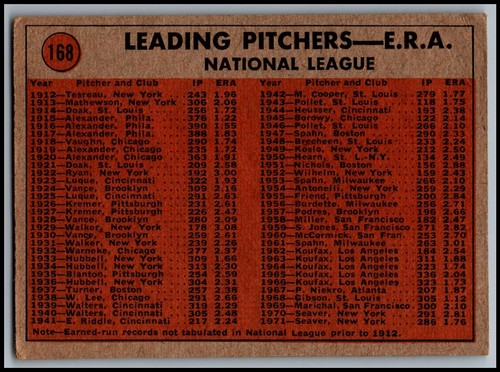 168
LEADING PITCHERS—E.R.A.
NATIONAL LEAGUE
Year Pitcher and Club IP ERA
1912—Tesreau, New York 243 1.96
1913—Mathewson, New York 306 2.06
1914—Doak, St. Louis 256 1.72
1915—Alexander, Phila. 376 1.22
1916—Alexander, Phila. 390 1.55
1917—Alexander, Phila. 388 1.83
1918—Vaughn, Chicago 290 1.74
1919—Alexander, Chicago 235 1.72
1920—Alexander, Chicago 363 1.91
1921—Doak, St. Louis 209 2.58
1922—Ryan, New York 192 3.00
1923—Luque, Cincinnati 322 1.93
1924—Vance, Brooklyn 309 2.16
1925—Luque, Cincinnati 291 2.63
1926—Kremer, Pittsburgh 231 2.61
1927—Kremer, Pittsburgh 226 2.47
1928—Vance, Brooklyn 280 2.09
1929—Walker, New York 178 3.08
1930—Vance, Brooklyn 259 2.61
1931—Walker, New York 239 2.26
1932—Warneke, Chicago 277 2.37
1933—Hubbell, New York 309 1.66
1934—Hubbell, New York 313 2.30
1935—Blanton, Pittsburgh 254 2.59
1936—Hubbell, New York 304 2.31
1937—Turner, Boston 257 2.38
1938—W. Lee, Chicago 291 2.66
1939—Walters, Cincinnati 319 2.29
1940—Walters, Cincinnati 305 2.48
1941—E. Riddle, Cincinnati 217 2.24
Year Pitcher and Club IP ERA
1942—M. Cooper, St. Louis 279 1.77
1943—Pollet, St. Louis 118 1.75
1944—Heusser, Cincinnati 193 2.38
1945—Borowy, Chicago 122 2.14
1946—Pollet, St. Louis 266 2.10
1947—Spahn, Boston 290 2.33
1948—Brecheen, St. Louis 233 2.24
1949—Koslo, New York 212 2.50
1950—Hearn, St. L.-N.Y. 134 2.49
1951—Nichols, Boston 156 2.88
1952—Wilhelm, New York 159 2.43
1953—Spahn, Milwaukee 266 2.10
1954—Antonelli, New York 259 2.29
1955—Friend, Pittsburgh 200 2.84
1956—Burdette, Milwaukee 256 2.71
1957—Podres, Brooklyn 196 2.66
1958—Miller, San Francisco 182 2.47
1959—S. Jones, San Francisco 271 2.82
1960—McCormick, San Fran. 253 2.70
1961—Spahn, Milwaukee 263 3.01
1962—Koufax, Los Angeles 184 2.54
1963—Koufax, Los Angeles 311 1.88
1964—Koufax, Los Angeles 223 1.74
1965—Koufax, Los Angeles 336 2.04
1966—Koufax, Los Angeles 323 1.73
1967—P. Niekro, Atlanta 207 1.87
1968—Gibson, St. Louis 305 1.12
1969—Marichal, San Francisco 300 2.10
1970—Seaver, New York 291 2.81
1971—Seaver, New York 286 1.76
Note—Earned-run records not tabulated in National League prior to 1912.